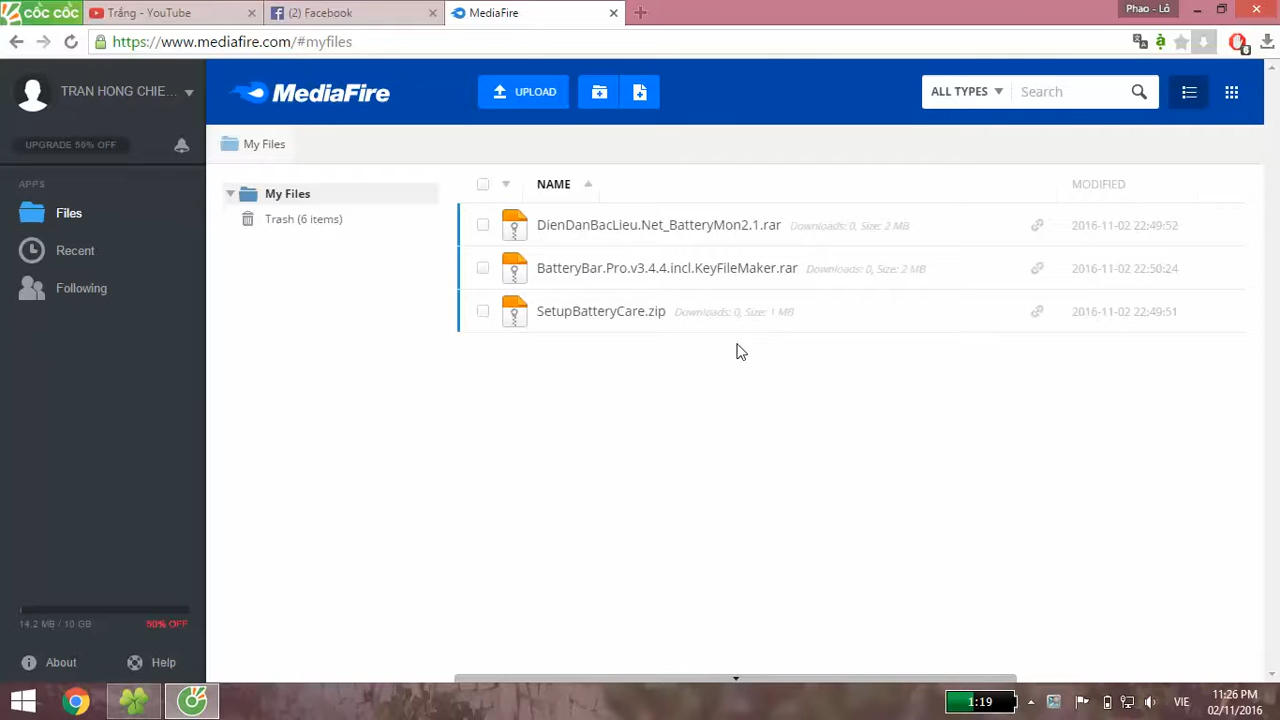 CỐC CỐC
Trắng - YouTube
(2) Facebook
MediaFire
Phao - Lô
https://www.mediafire.com/#myfiles
TRAN HONG CHIE...
MediaFire
UPLOAD
ALL TYPES
Search
UPGRADE 50% OFF
My Files
APPS
Files
Recent
Following
My Files
Trash (6 items)
NAME
MODIFIED
DienDanBacLieu.Net_BatteryMon2.1.rar Downloads: 0, Size: 2 MB 2016-11-02 22:49:52
BatteryBar.Pro.v3.4.4.incl.KeyFileMaker.rar Downloads: 0, Size: 2 MB 2016-11-02 22:50:24
SetupBatteryCare.zip Downloads: 0, Size: 1 MB 2016-11-02 22:49:51
14.2 MB / 10 GB
50% OFF
About
Help
1:19
VIE
11:26 PM
02/11/2016